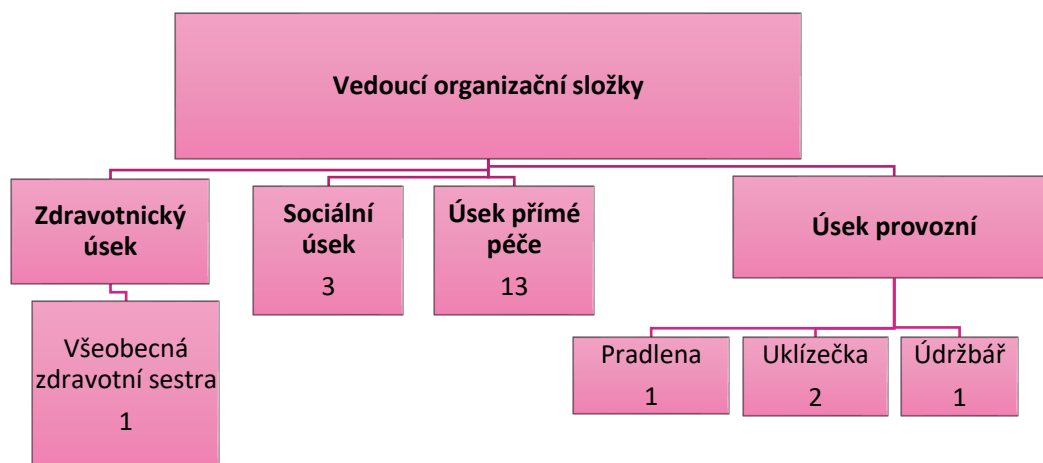 Vedoucí organizační složky
Zdravotnický
úsek
Sociální
úsek
3
Úsek přímé
péče
13
Úsek provozní
Všeobecná
zdravotní sestra
1
Pradlena
1
Uklízečka
2
Údržbář
1